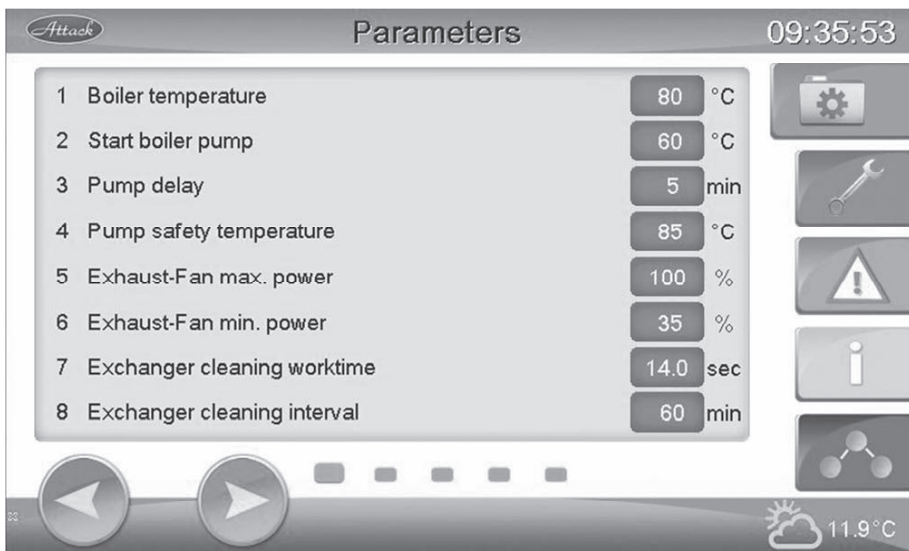 Attack Parameters 09:35:53
1 Boiler temperature 80 °C
2 Start boiler pump 60 °C
3 Pump delay 5 min
4 Pump safety temperature 85 °C
5 Exhaust-Fan max. power 100 %
6 Exhaust-Fan min. power 35 %
7 Exchanger cleaning worktime 14.0 sec
8 Exchanger cleaning interval 60 min
11.9°C